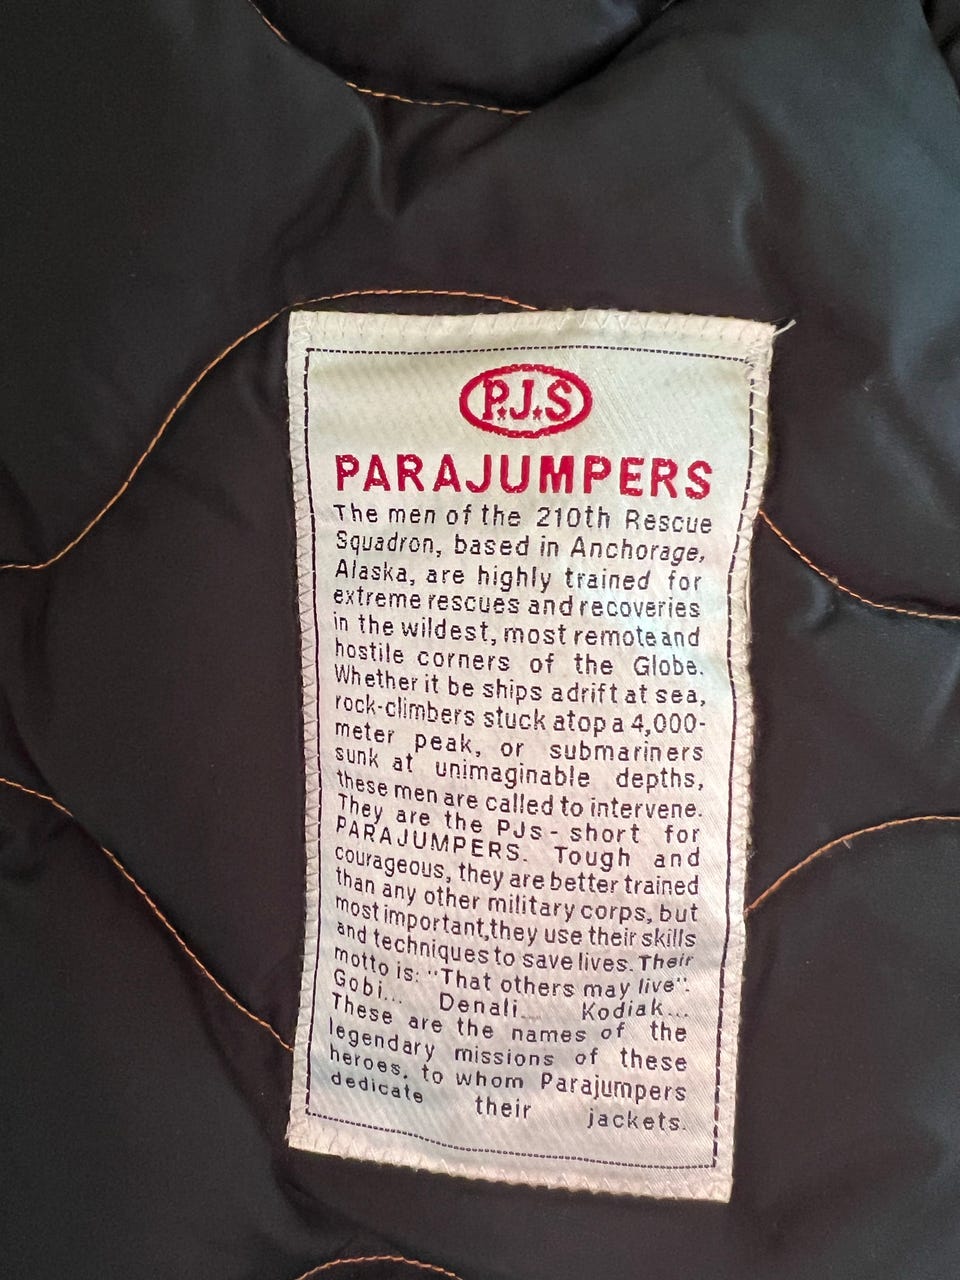 P.J.S
PARAJUMPERS
The men of the 210th Rescue
Squadron, based in Anchorage,
Alaska, are highly trained for
extreme rescues and recoveries
in the wildest, most remote and
hostile corners of the Globe.
Whether it be ships adrift at sea,
rock-climbers stuck atop a 4,000-
meter peak, or submariners
sunk at unimaginable depths,
these men are called to intervene.
They are the PJs - short for
PARAJUMPERS. Tough and
courageous, they are better trained
than any other military corps, but
most important,they use their skills
and techniques to save lives. Their
motto is: "That others may live".
Gobi... Denali... Kodiak...
These are the names of the
legendary missions of these
heroes, to whom Parajumpers
dedicate their jackets.